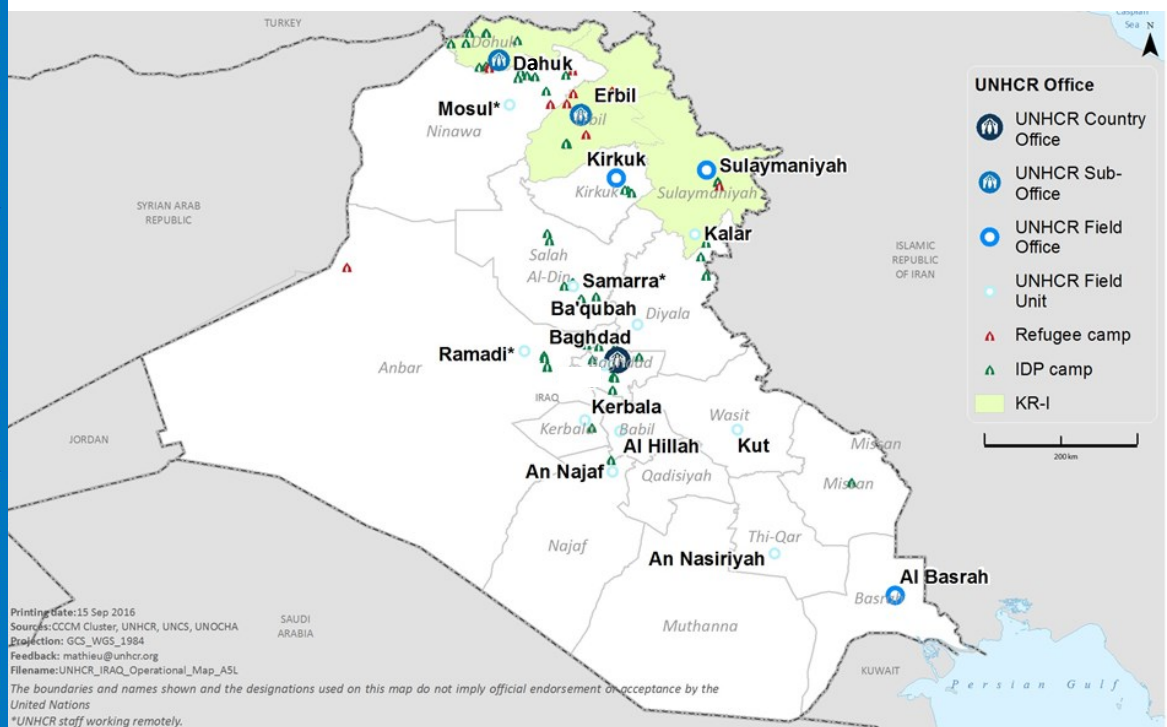 TURKEY
Caspian
Sea
N
Dohuk
Dahuk
Mosul*
Ninawa
Erbil
Erbil
Kirkuk
Kirkuk
Sulaymaniyah
Sulaymaniyah
SYRIAN ARAB
REPUBLIC
Kalar
ISLAMIC
REPUBLIC
OF IRAN
Salah
Al-Din
Samarra*
Ba'qubah
Diyala
Baghdad
Baghdad
Ramadi*
Anbar
IRAQ
Kerbala
Kerbala
Babil
Al Hillah
Wasit
Kut
JORDAN
An Najaf
Qadisiyah
Missan
Missan
Najaf
Thi-Qar
An Nasiriyah
Al Basrah
Basrah
Muthanna
SAUDI
ARABIA
KUWAIT
Persian Gulf
UNHCR Office
UNHCR Country
Office
UNHCR Sub-
Office
UNHCR Field
Office
UNHCR Field
Unit
Refugee camp
IDP camp
KR-I
200 km
Printing date:15 Sep 2016
Sources:CCCM Cluster, UNHCR, UNCS, UNOCHA
Projection: GCS_WGS_1984
Feedback: mathieu@unhcr.org
Filename:UNHCR_IRAQ_Operational_Map_A5L
The boundaries and names shown and the designations used on this map do not imply official endorsement or acceptance by the
United Nations
*UNHCR staff working remotely.